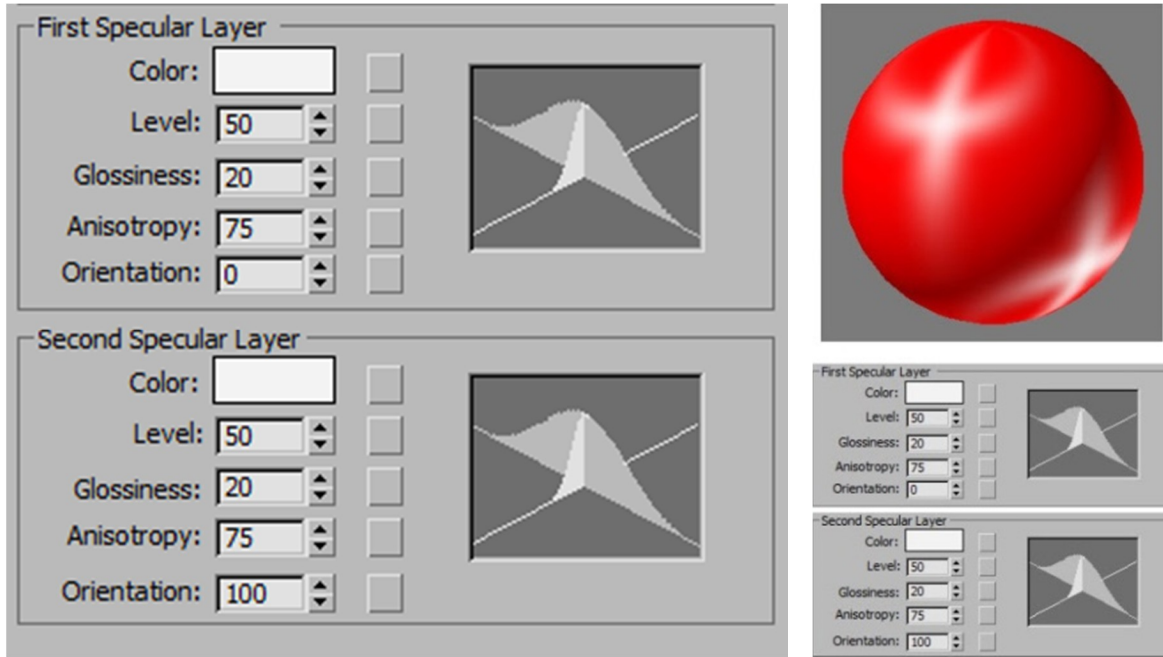 First Specular Layer
Color:
Level: 50
Glossiness: 20
Anisotropy: 75
Orientation: 0
Second Specular Layer
Color:
Level: 50
Glossiness: 20
Anisotropy: 75
Orientation: 100
First Specular Layer
Color:
Level: 50
Glossiness: 20
Anisotropy: 75
Orientation: 0
Second Specular Layer
Color:
Level: 50
Glossiness: 20
Anisotropy: 75
Orientation: 100